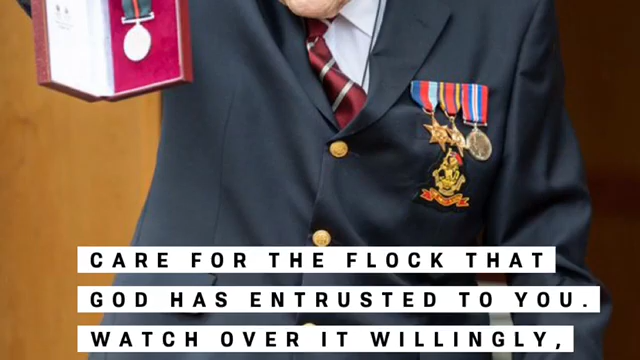 CARE FOR THE FLOCK THAT
GOD HAS ENTRUSTED TO YOU.
WATCH OVER IT WILLINGLY,